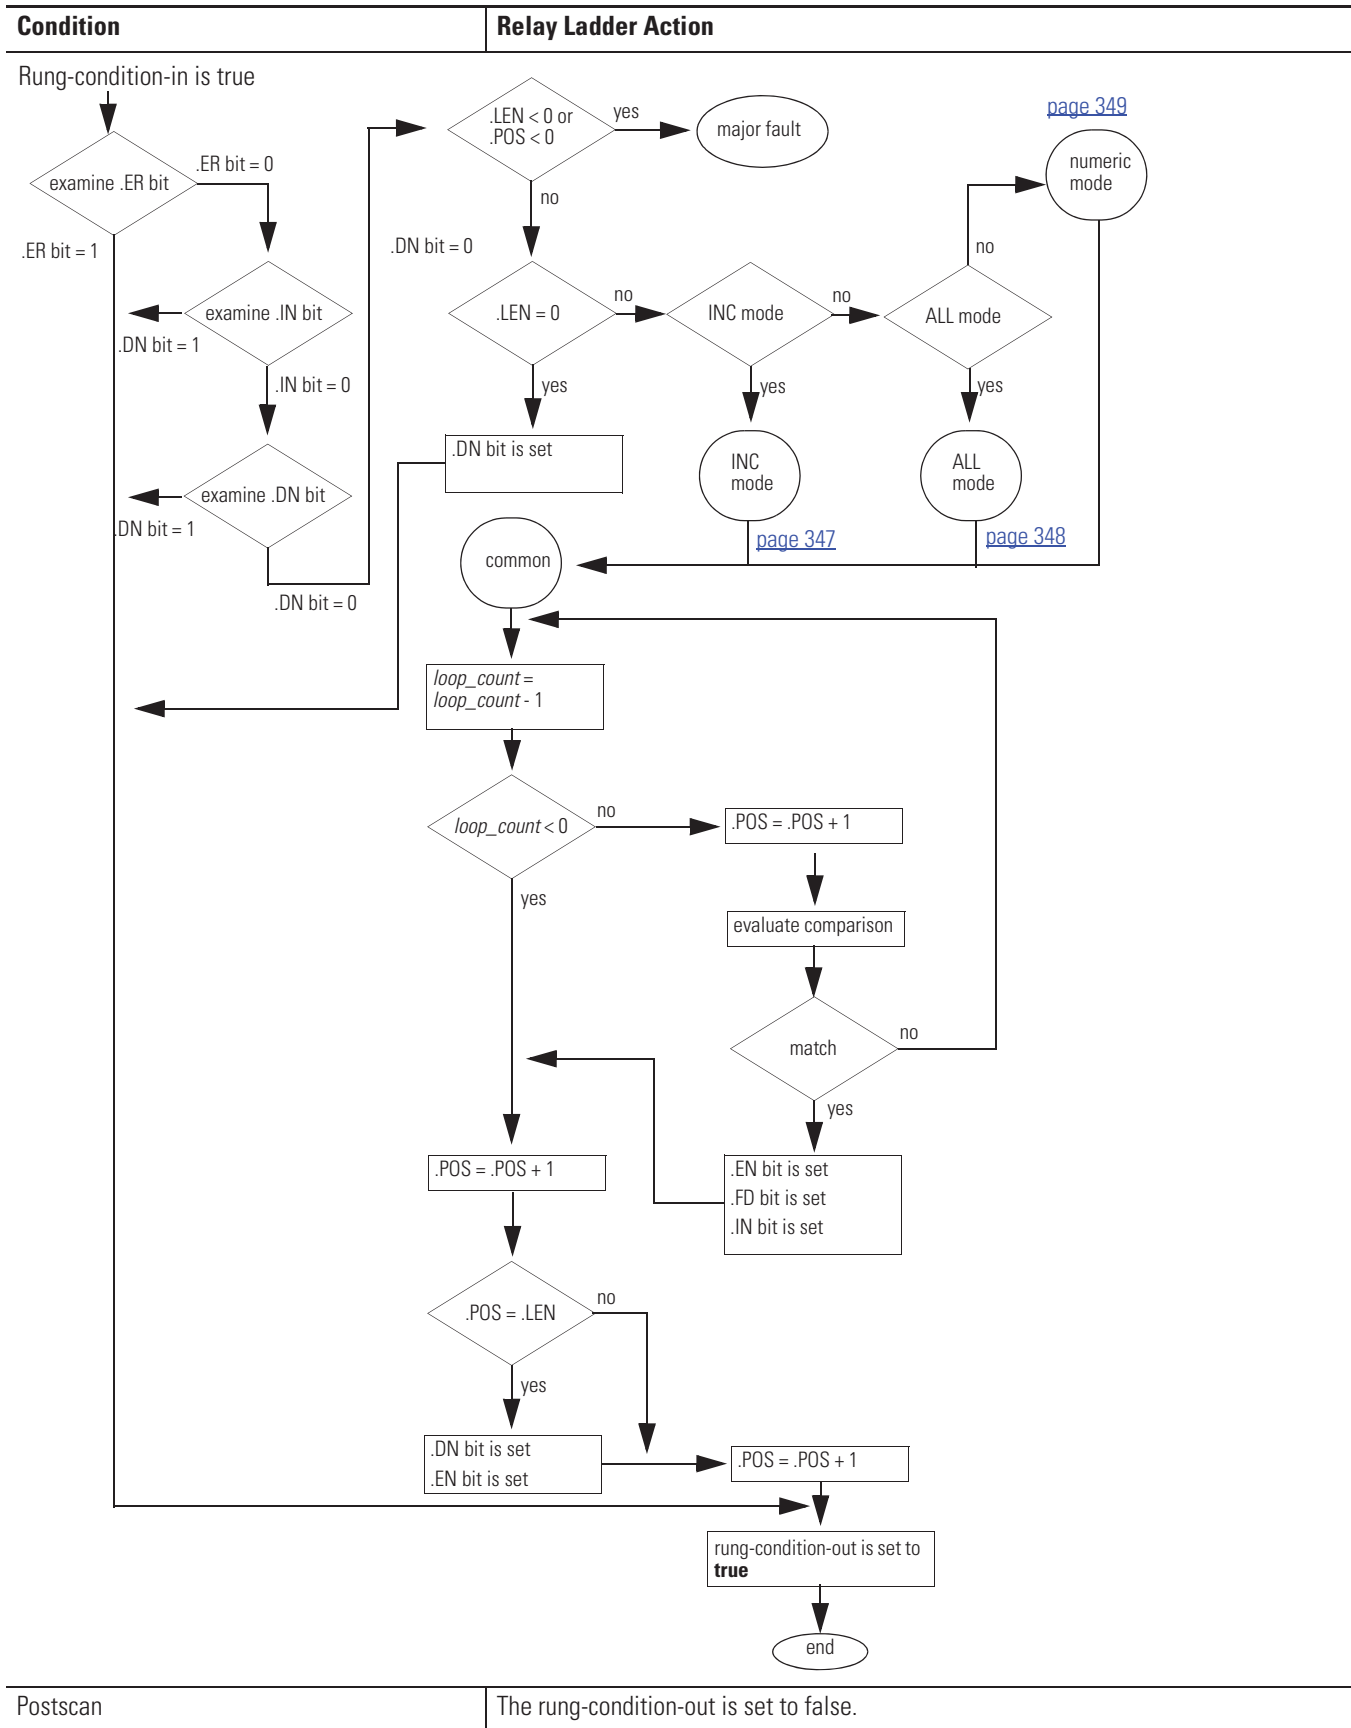 Condition
Relay Ladder Action
Rung-condition-in is true
examine .ER bit
.ER bit = 0
.ER bit = 1
examine .IN bit
.DN bit = 1
.IN bit = 0
examine .DN bit
.DN bit = 1
.DN bit = 0
.DN bit = 0
.LEN < 0 or
.POS < 0
yes
major fault
no
.LEN = 0
no
INC mode
no
ALL mode
no
page 349
numeric
mode
yes
.DN bit is set
yes
INC
mode
page 347
yes
ALL
mode
page 348
common
loop_count =
loop_count - 1
loop_count < 0
no
.POS = .POS + 1
evaluate comparison
match
no
yes
.EN bit is set
.FD bit is set
.IN bit is set
yes
.POS = .POS + 1
.POS = .LEN
no
yes
.DN bit is set
.EN bit is set
.POS = .POS + 1
rung-condition-out is set to
true
end
Postscan
The rung-condition-out is set to false.